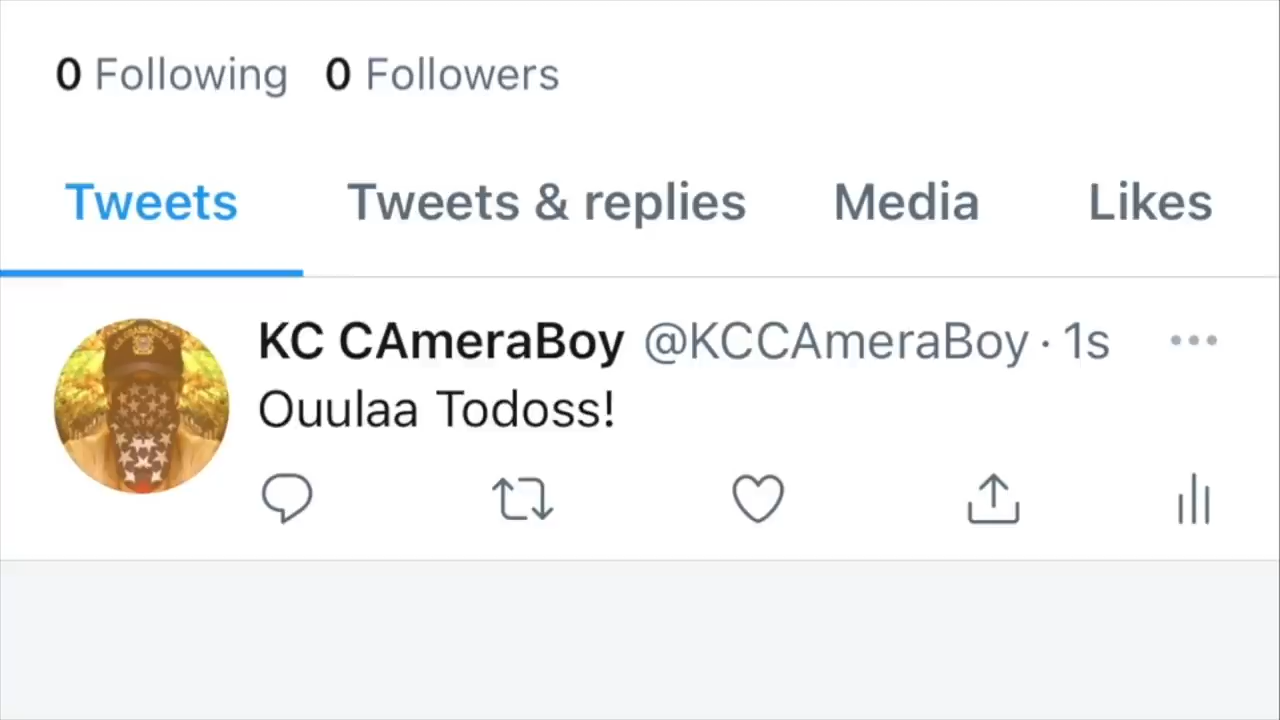 0 Following 0 Followers
Tweets Tweets & replies Media Likes
KC CAmeraBoy @KCCAmeraBoy · 1s
Ouulaa Todoss!